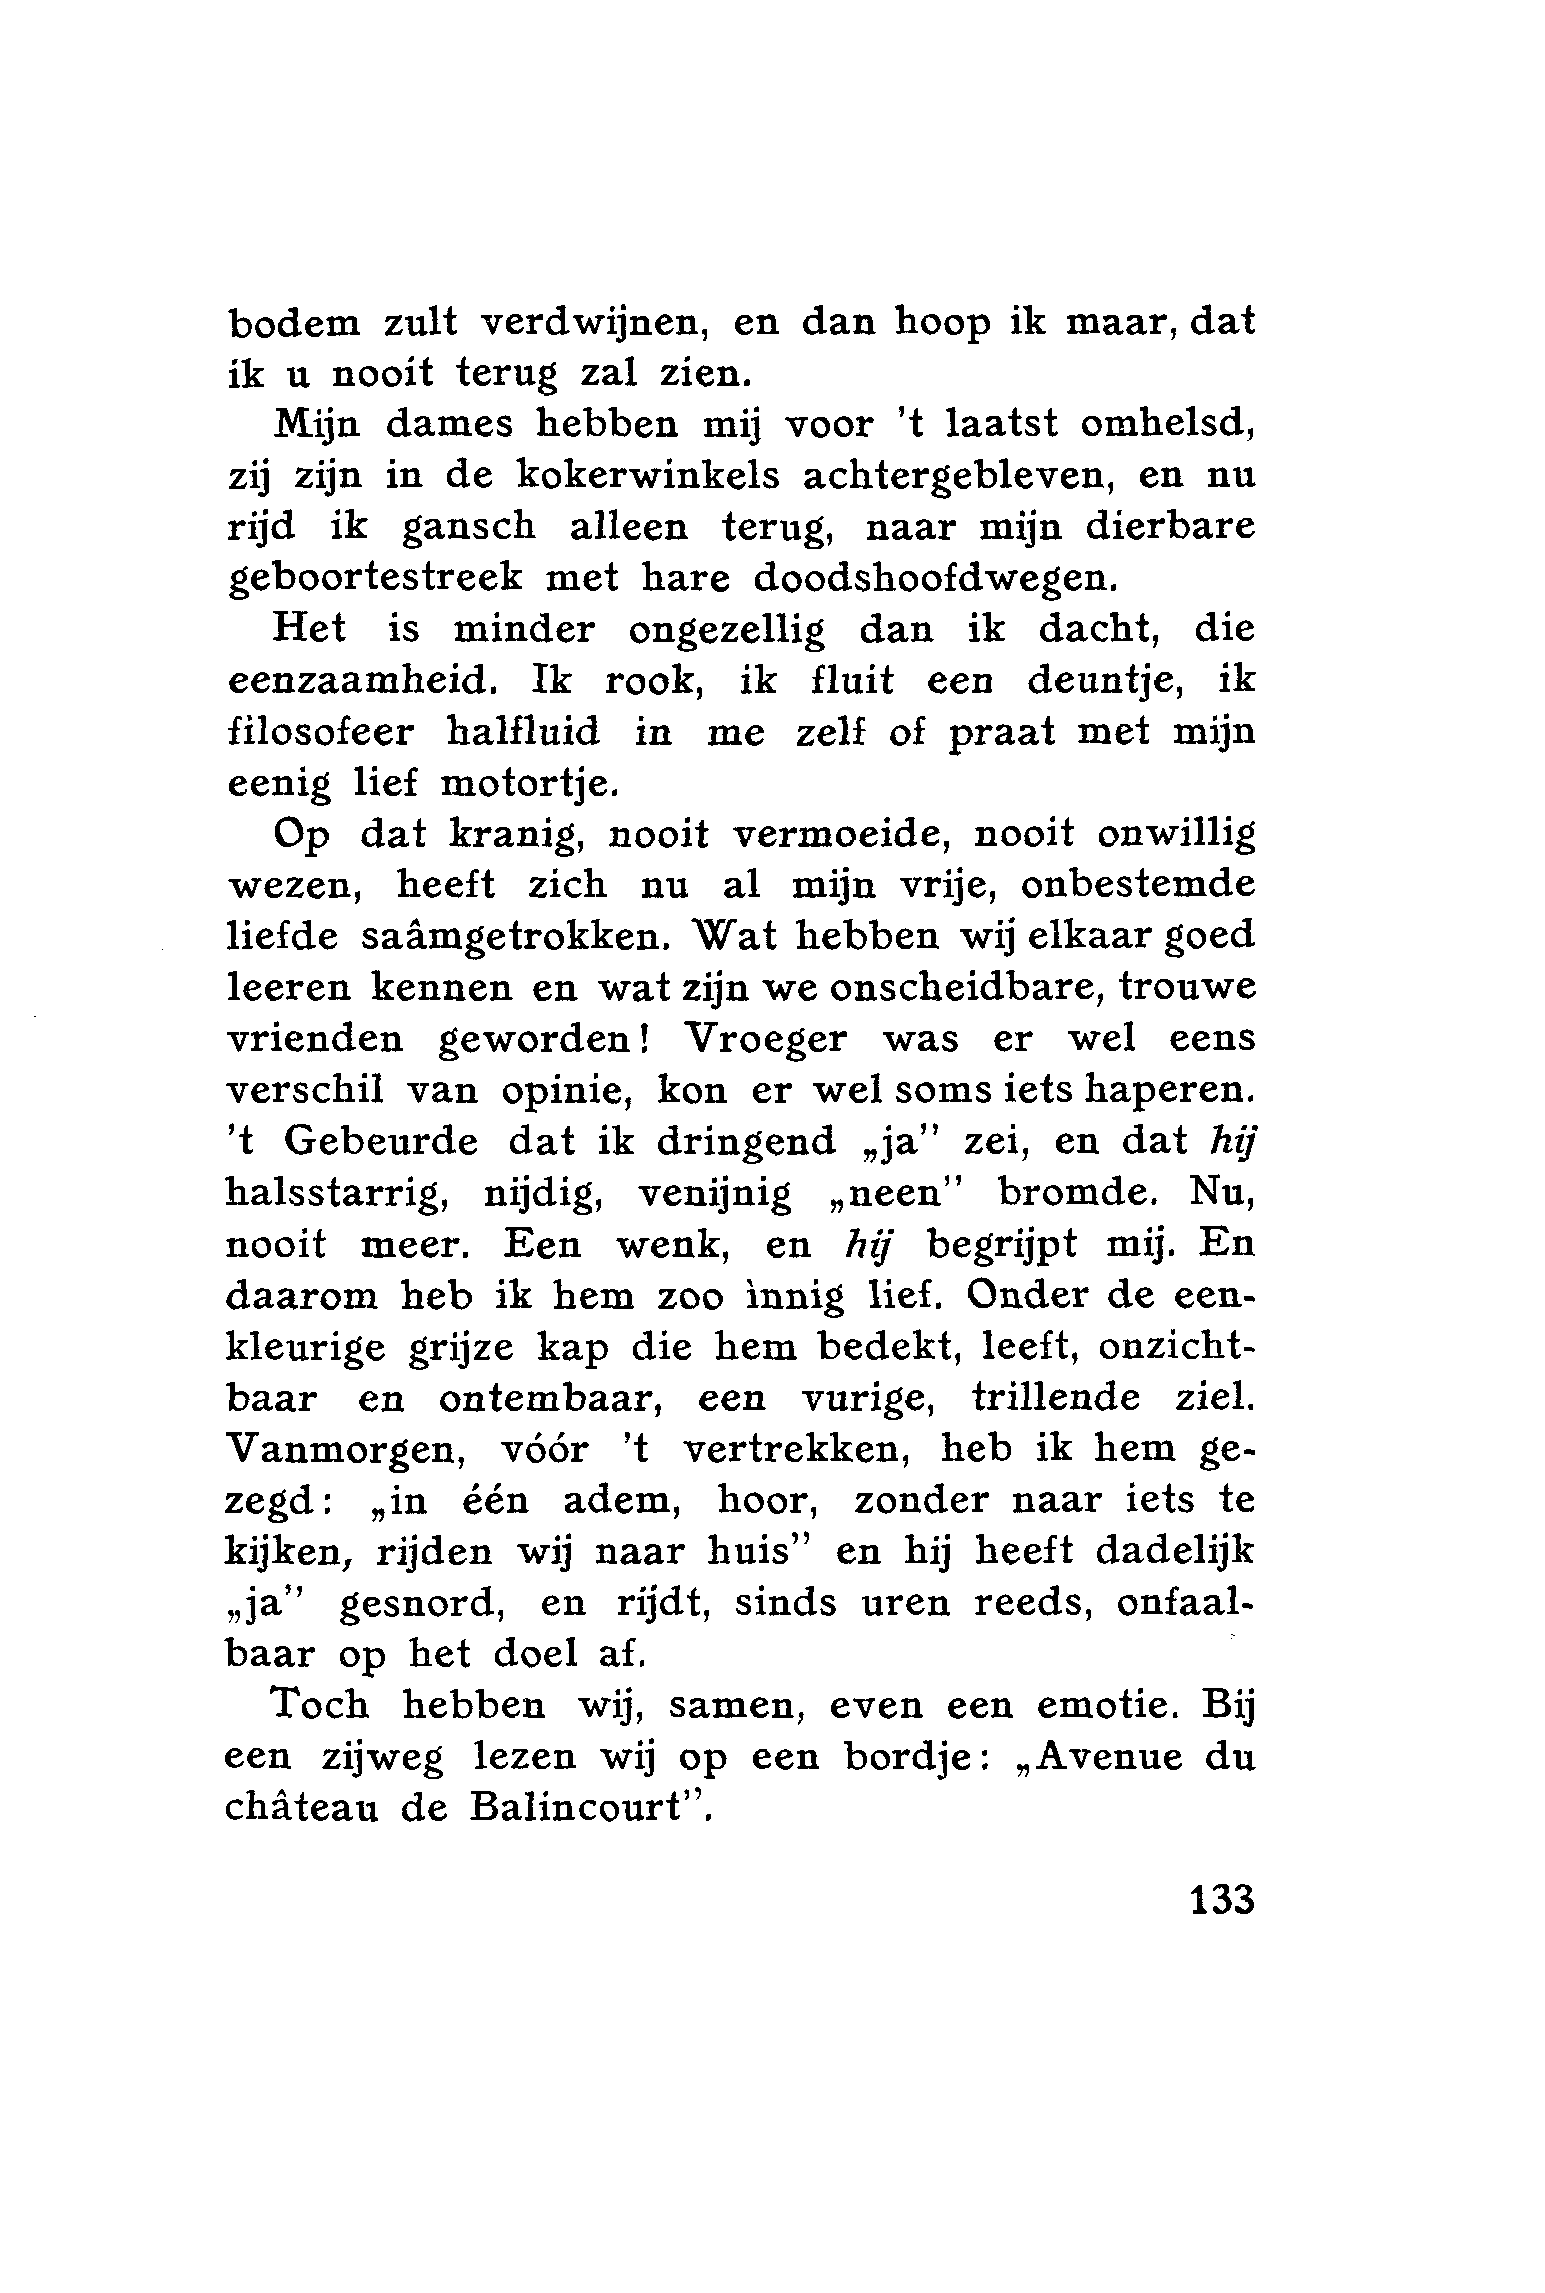 bodem zult verdwijnen, en dan hoop ik maar, dat
ik u nooit terug zal zien.
Mijn dames hebben mij voor 't laatst omhelsd,
zij zijn in de kokerwinkels achtergebleven, en nu
rijd ik gansch alleen terug, naar mijn dierbare
geboortestreek met hare doodshoofdwegen.
Het is minder ongezellig dan ik dacht, die
eenzaamheid. Ik rook, ik fluit een deuntje, ik
filosofeer halfluid in me zelf of praat met mijn
eenig lief motortje.
Op dat kranig, nooit vermoeide, nooit onwillig
wezen, heeft zich nu al mijn vrije, onbestemde
liefde saâmgetrokken. Wat hebben wij elkaar goed
leeren kennen en wat zijn we onscheidbare, trouwe
vrienden geworden! Vroeger was er wel eens
verschil van opinie, kon er wel soms iets haperen.
't Gebeurde dat ik dringend „ja” zei, en dat hij
halsstarrig, nijdig, venijnig „neen” bromde. Nu,
nooit meer. Een wenk, en hij begrijpt mij. En
daarom heb ik hem zoo ìnnig lief. Onder de een-
kleurige grijze kap die hem bedekt, leeft, onzicht-
baar en ontembaar, een vurige, trillende ziel.
Vanmorgen, vóór 't vertrekken, heb ik hem ge-
zegd: „in één adem, hoor, zonder naar iets te
kijken, rijden wij naar huis” en hij heeft dadelijk
„ja” gesnord, en rijdt, sinds uren reeds, onfaal-
baar op het doel af.
Toch hebben wij, samen, even een emotie. Bij
een zijweg lezen wij op een bordje: „Avenue du
château de Balincourt”.
133